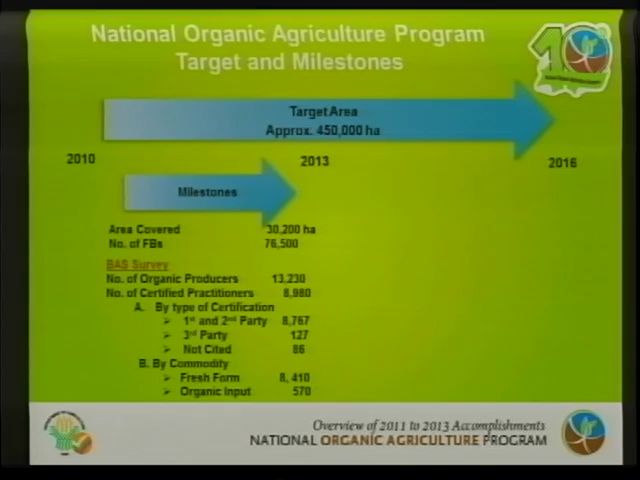 National Organic Agriculture Program
Target and Milestones
10
Target Area
Approx. 450,000 ha
2010 2013 2016
Milestones
Area Covered 30,200 ha
No. of FBs 76,500
BAS Survey
No. of Organic Producers 13,230
No. of Certified Practitioners 8,980
A. By type of Certification
➢ 1st and 2nd Party 8,767
➢ 3rd Party 127
➢ Not Cited 86
B. By Commodity
➢ Fresh Form 8, 410
➢ Organic Input 570
Overview of 2011 to 2013 Accomplishments
NATIONAL ORGANIC AGRICULTURE PROGRAM